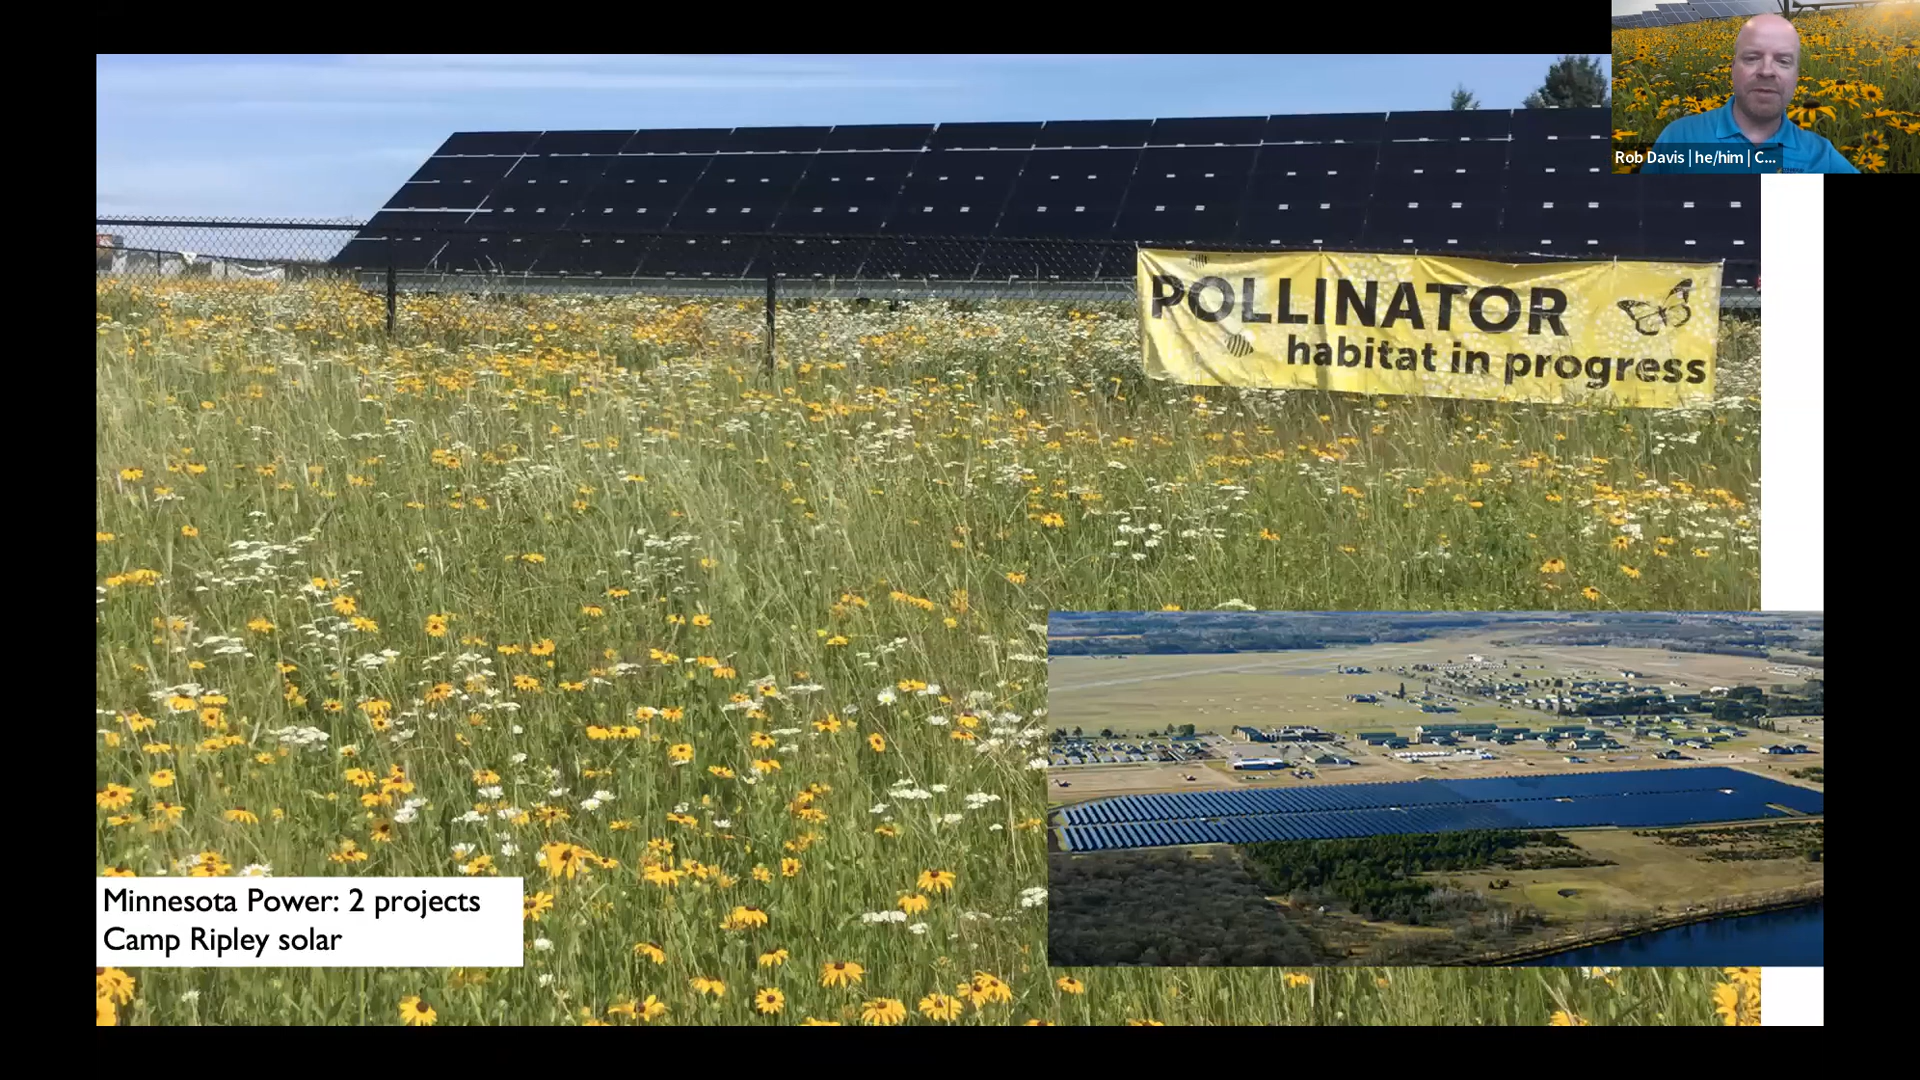 Rob Davis | he/him | C...
POLLINATOR
habitat in progress
Minnesota Power: 2 projects
Camp Ripley solar